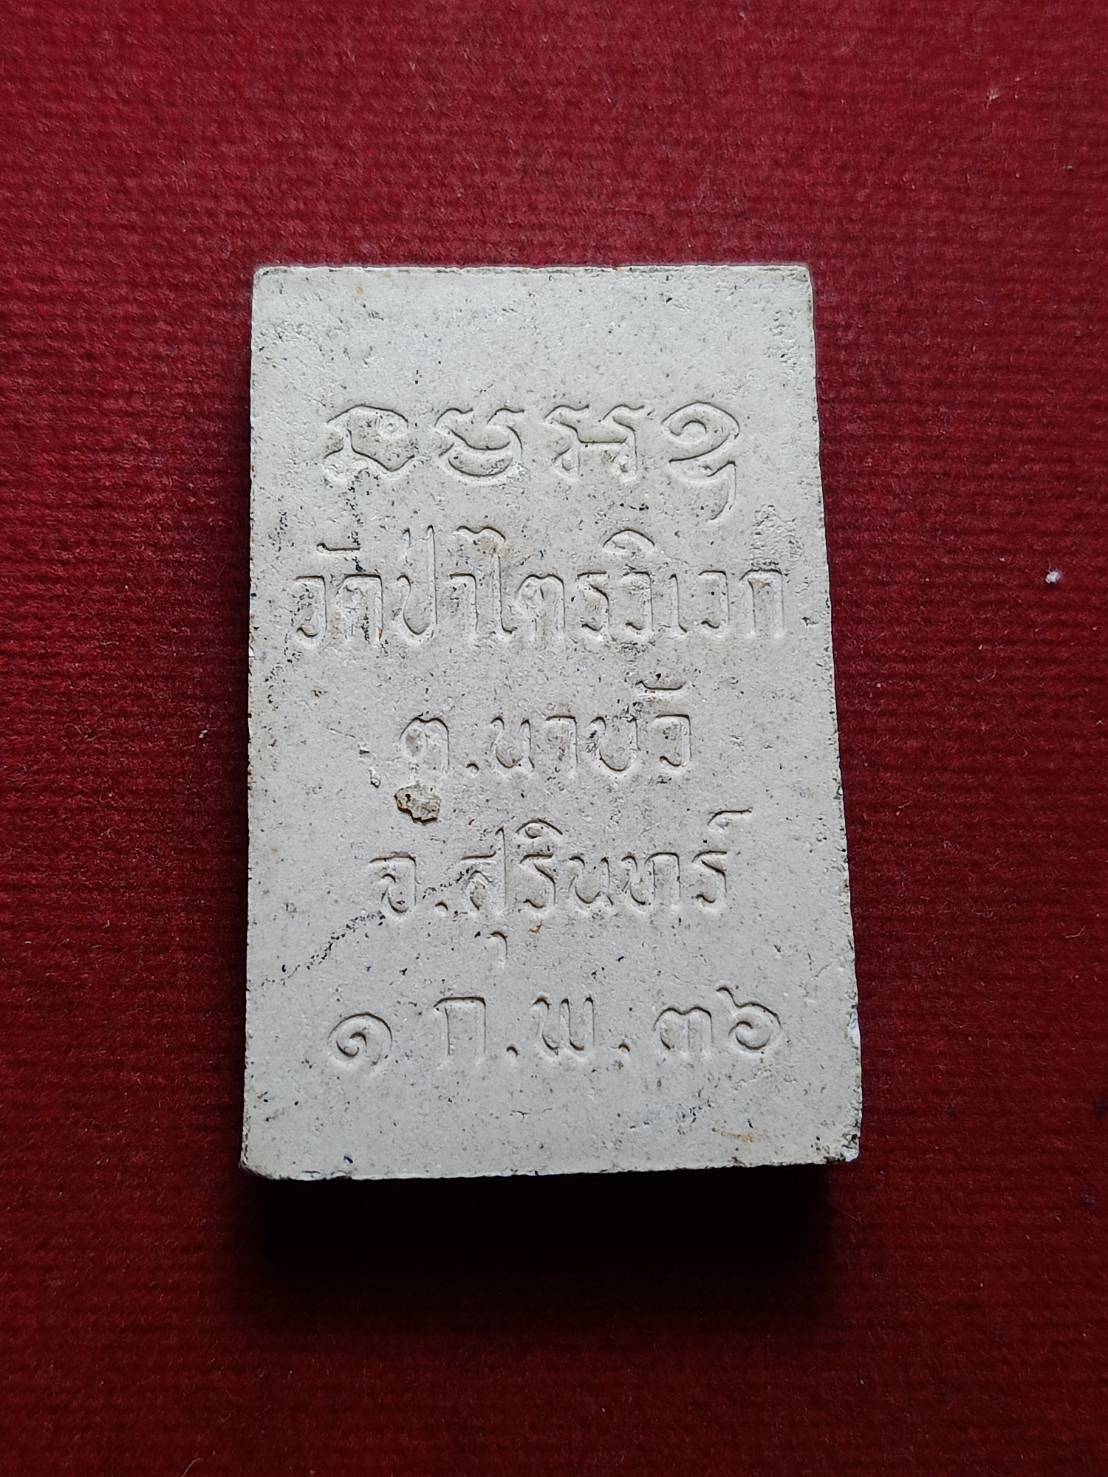 วัดป่าไตรวิเวก
ต.นาบัว
จ.สุรินทร์
๑ ก.พ.๓๖